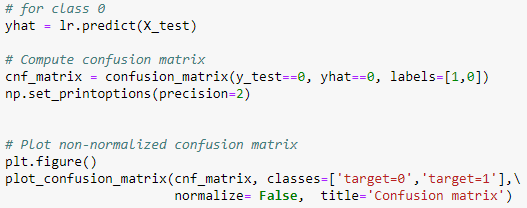 # for class 0
yhat = lr.predict(X_test)
# Compute confusion matrix
cnf_matrix = confusion_matrix(y_test==0, yhat==0, labels=[1,0])
np.set_printoptions(precision=2)
# Plot non-normalized confusion matrix
plt.figure()
plot_confusion_matrix(cnf_matrix, classes=['target=0','target=1'],\
normalize= False,  title='Confusion matrix')